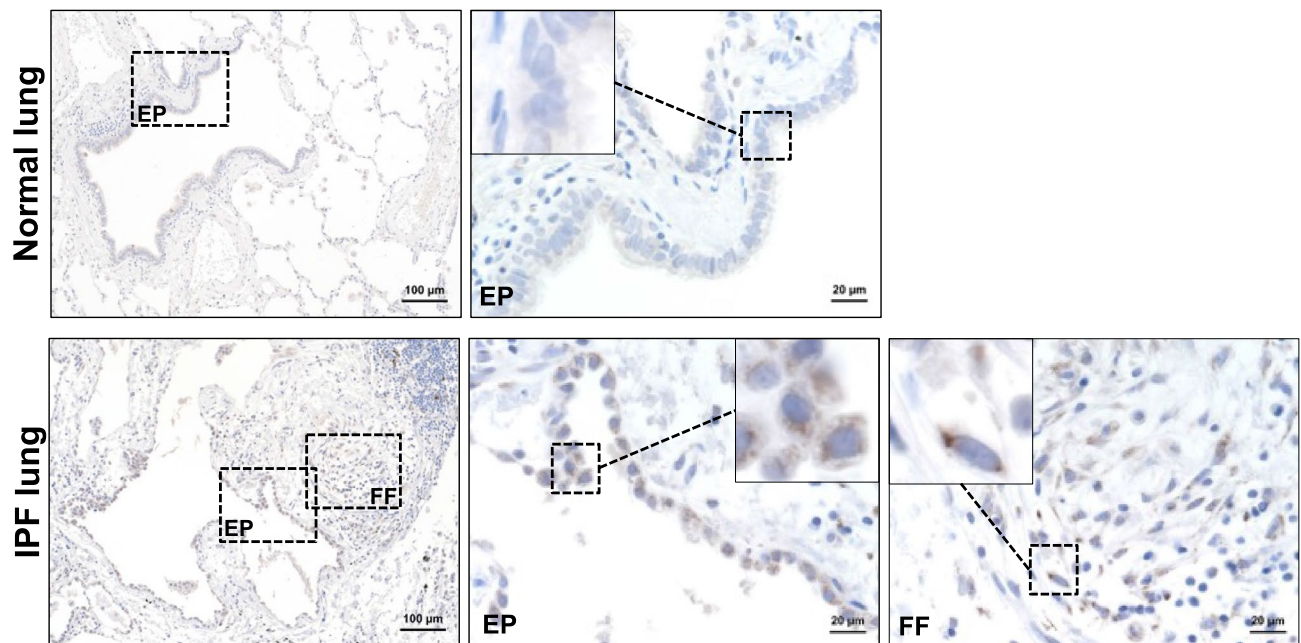 Normal lung
EP
100 µm
EP
20 µm
IPF lung
EP
FF
100 µm
EP
20 µm
FF
20 µm